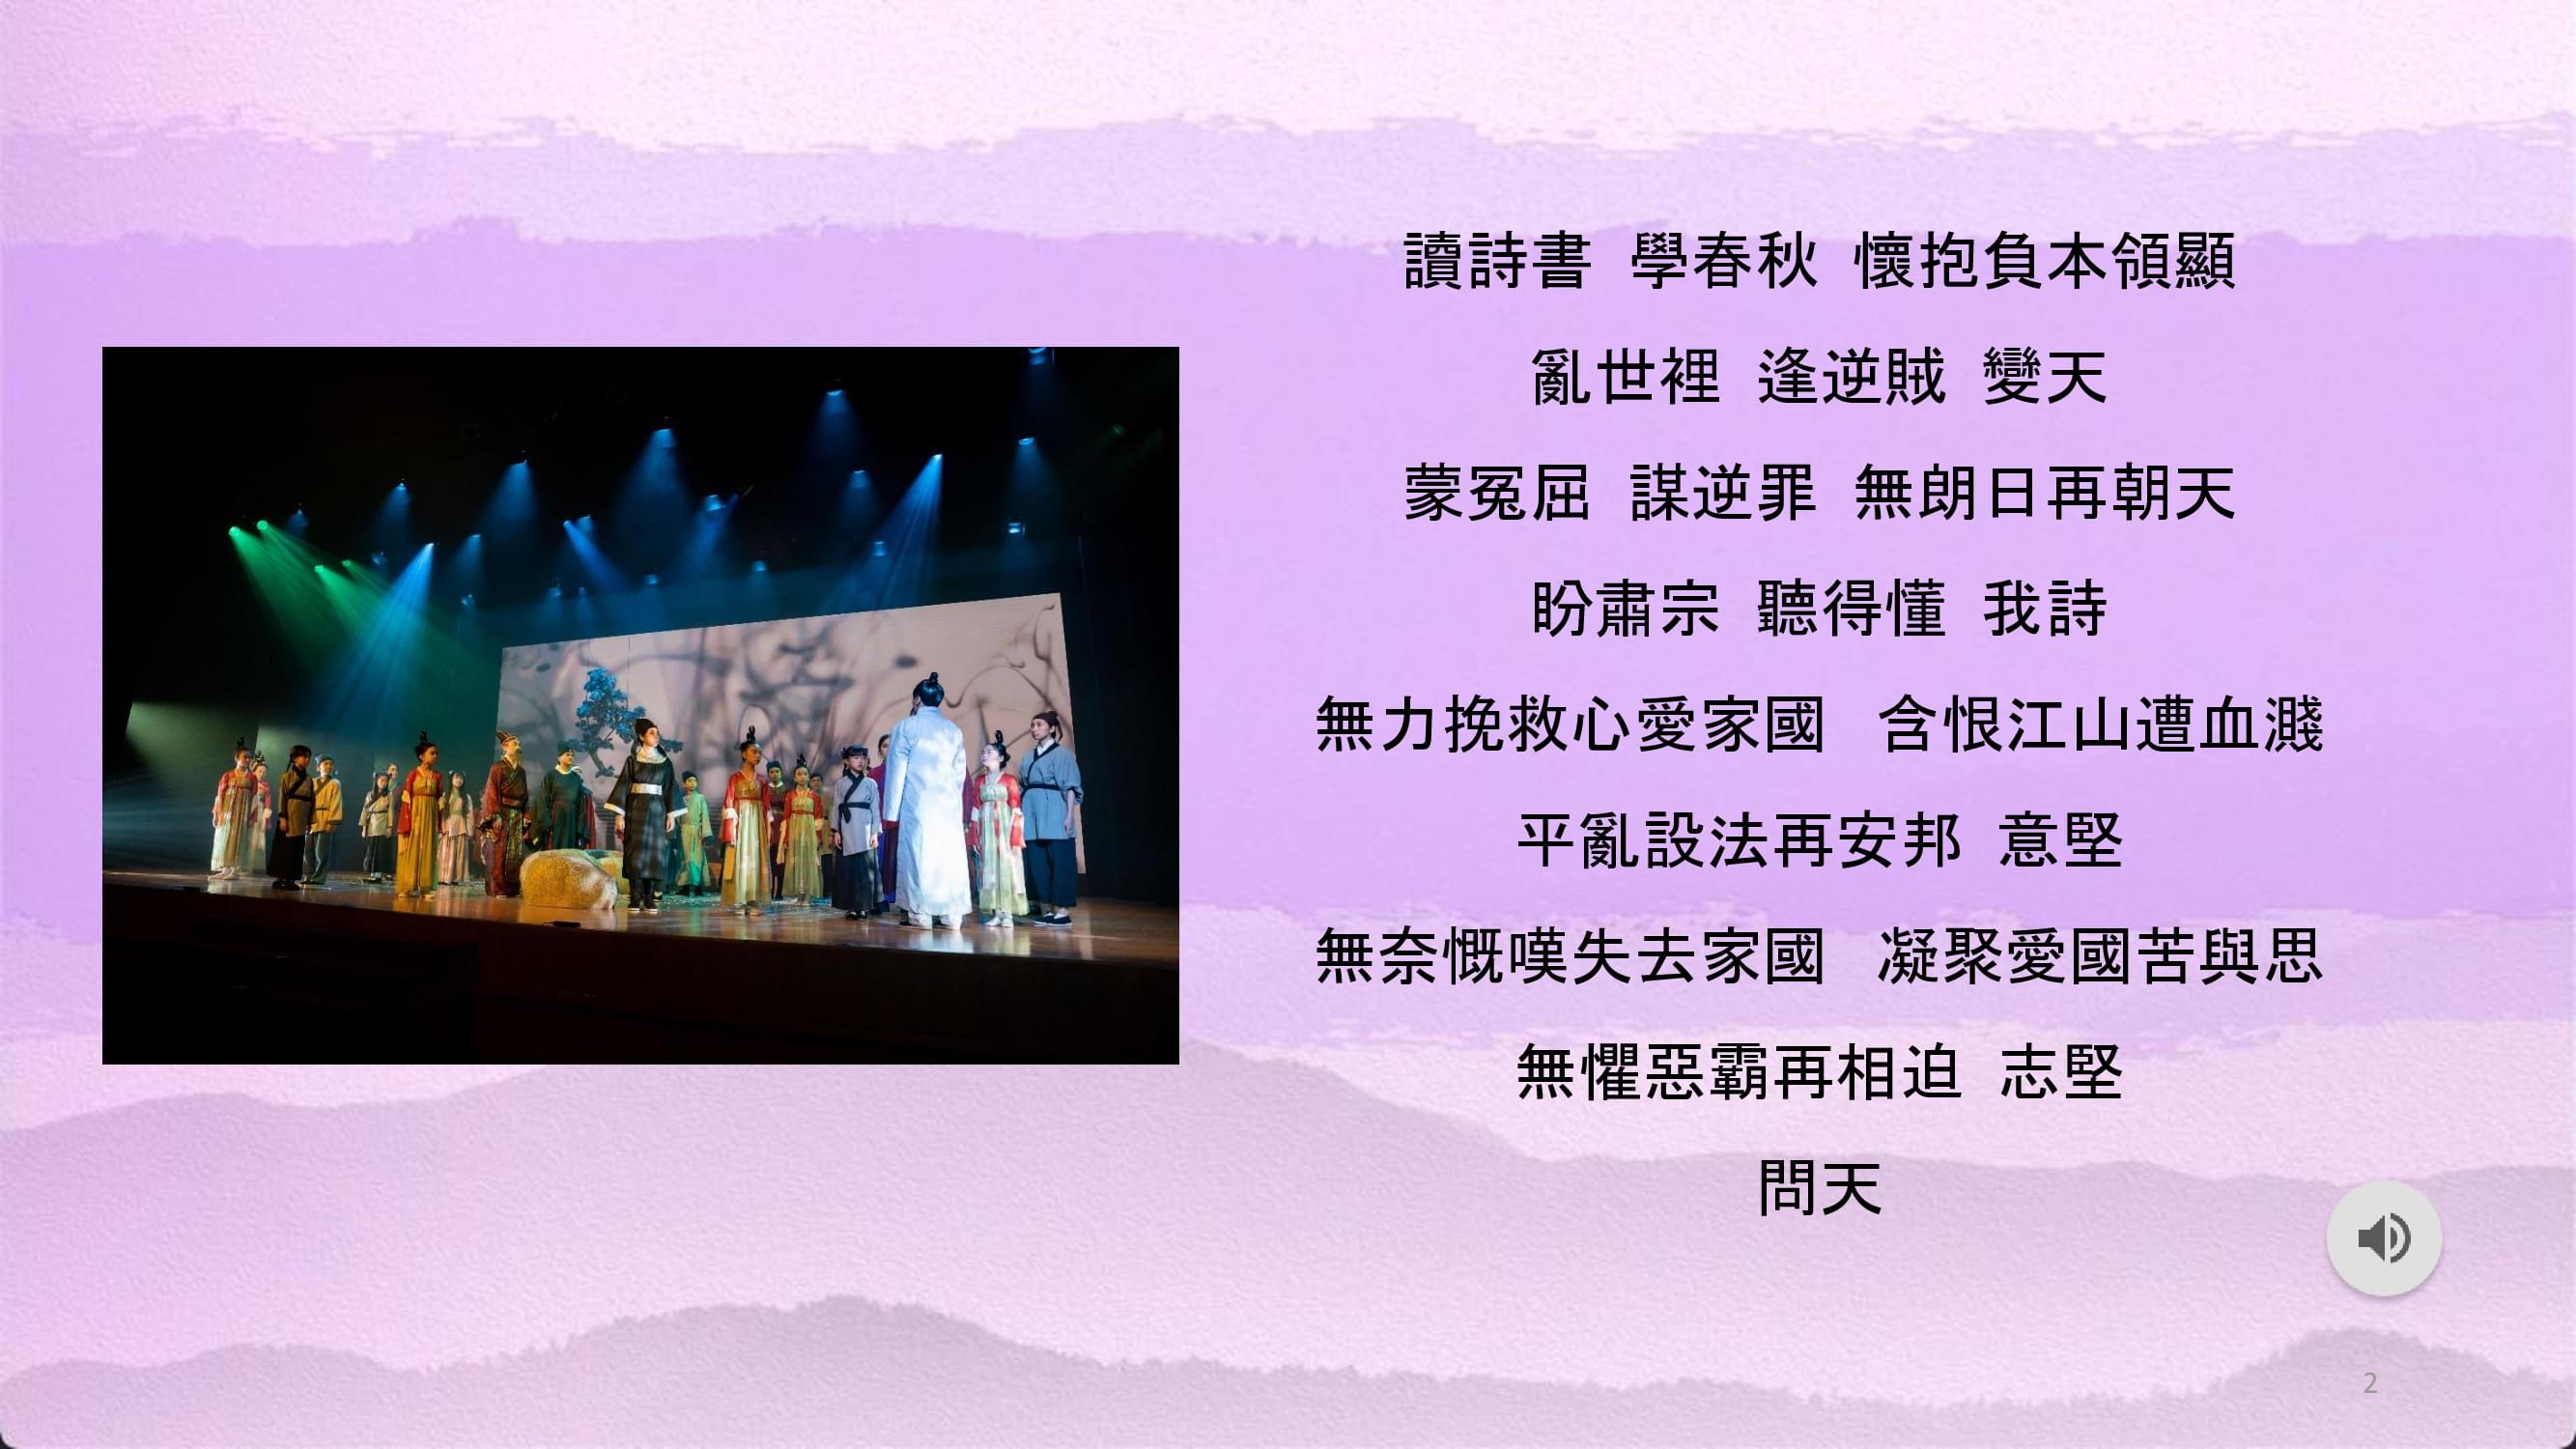 讀詩書 學春秋 懷抱負本領顯
亂世裡 逢逆賊 變天
蒙冤屈 謀逆罪 無朗日再朝天
盼肅宗 聽得懂 我詩
無力挽救心愛家國 含恨江山遭血濺
平亂設法再安邦 意堅
無奈慨嘆失去家國 凝聚愛國苦與思
無懼惡霸再相迫 志堅
問天
2